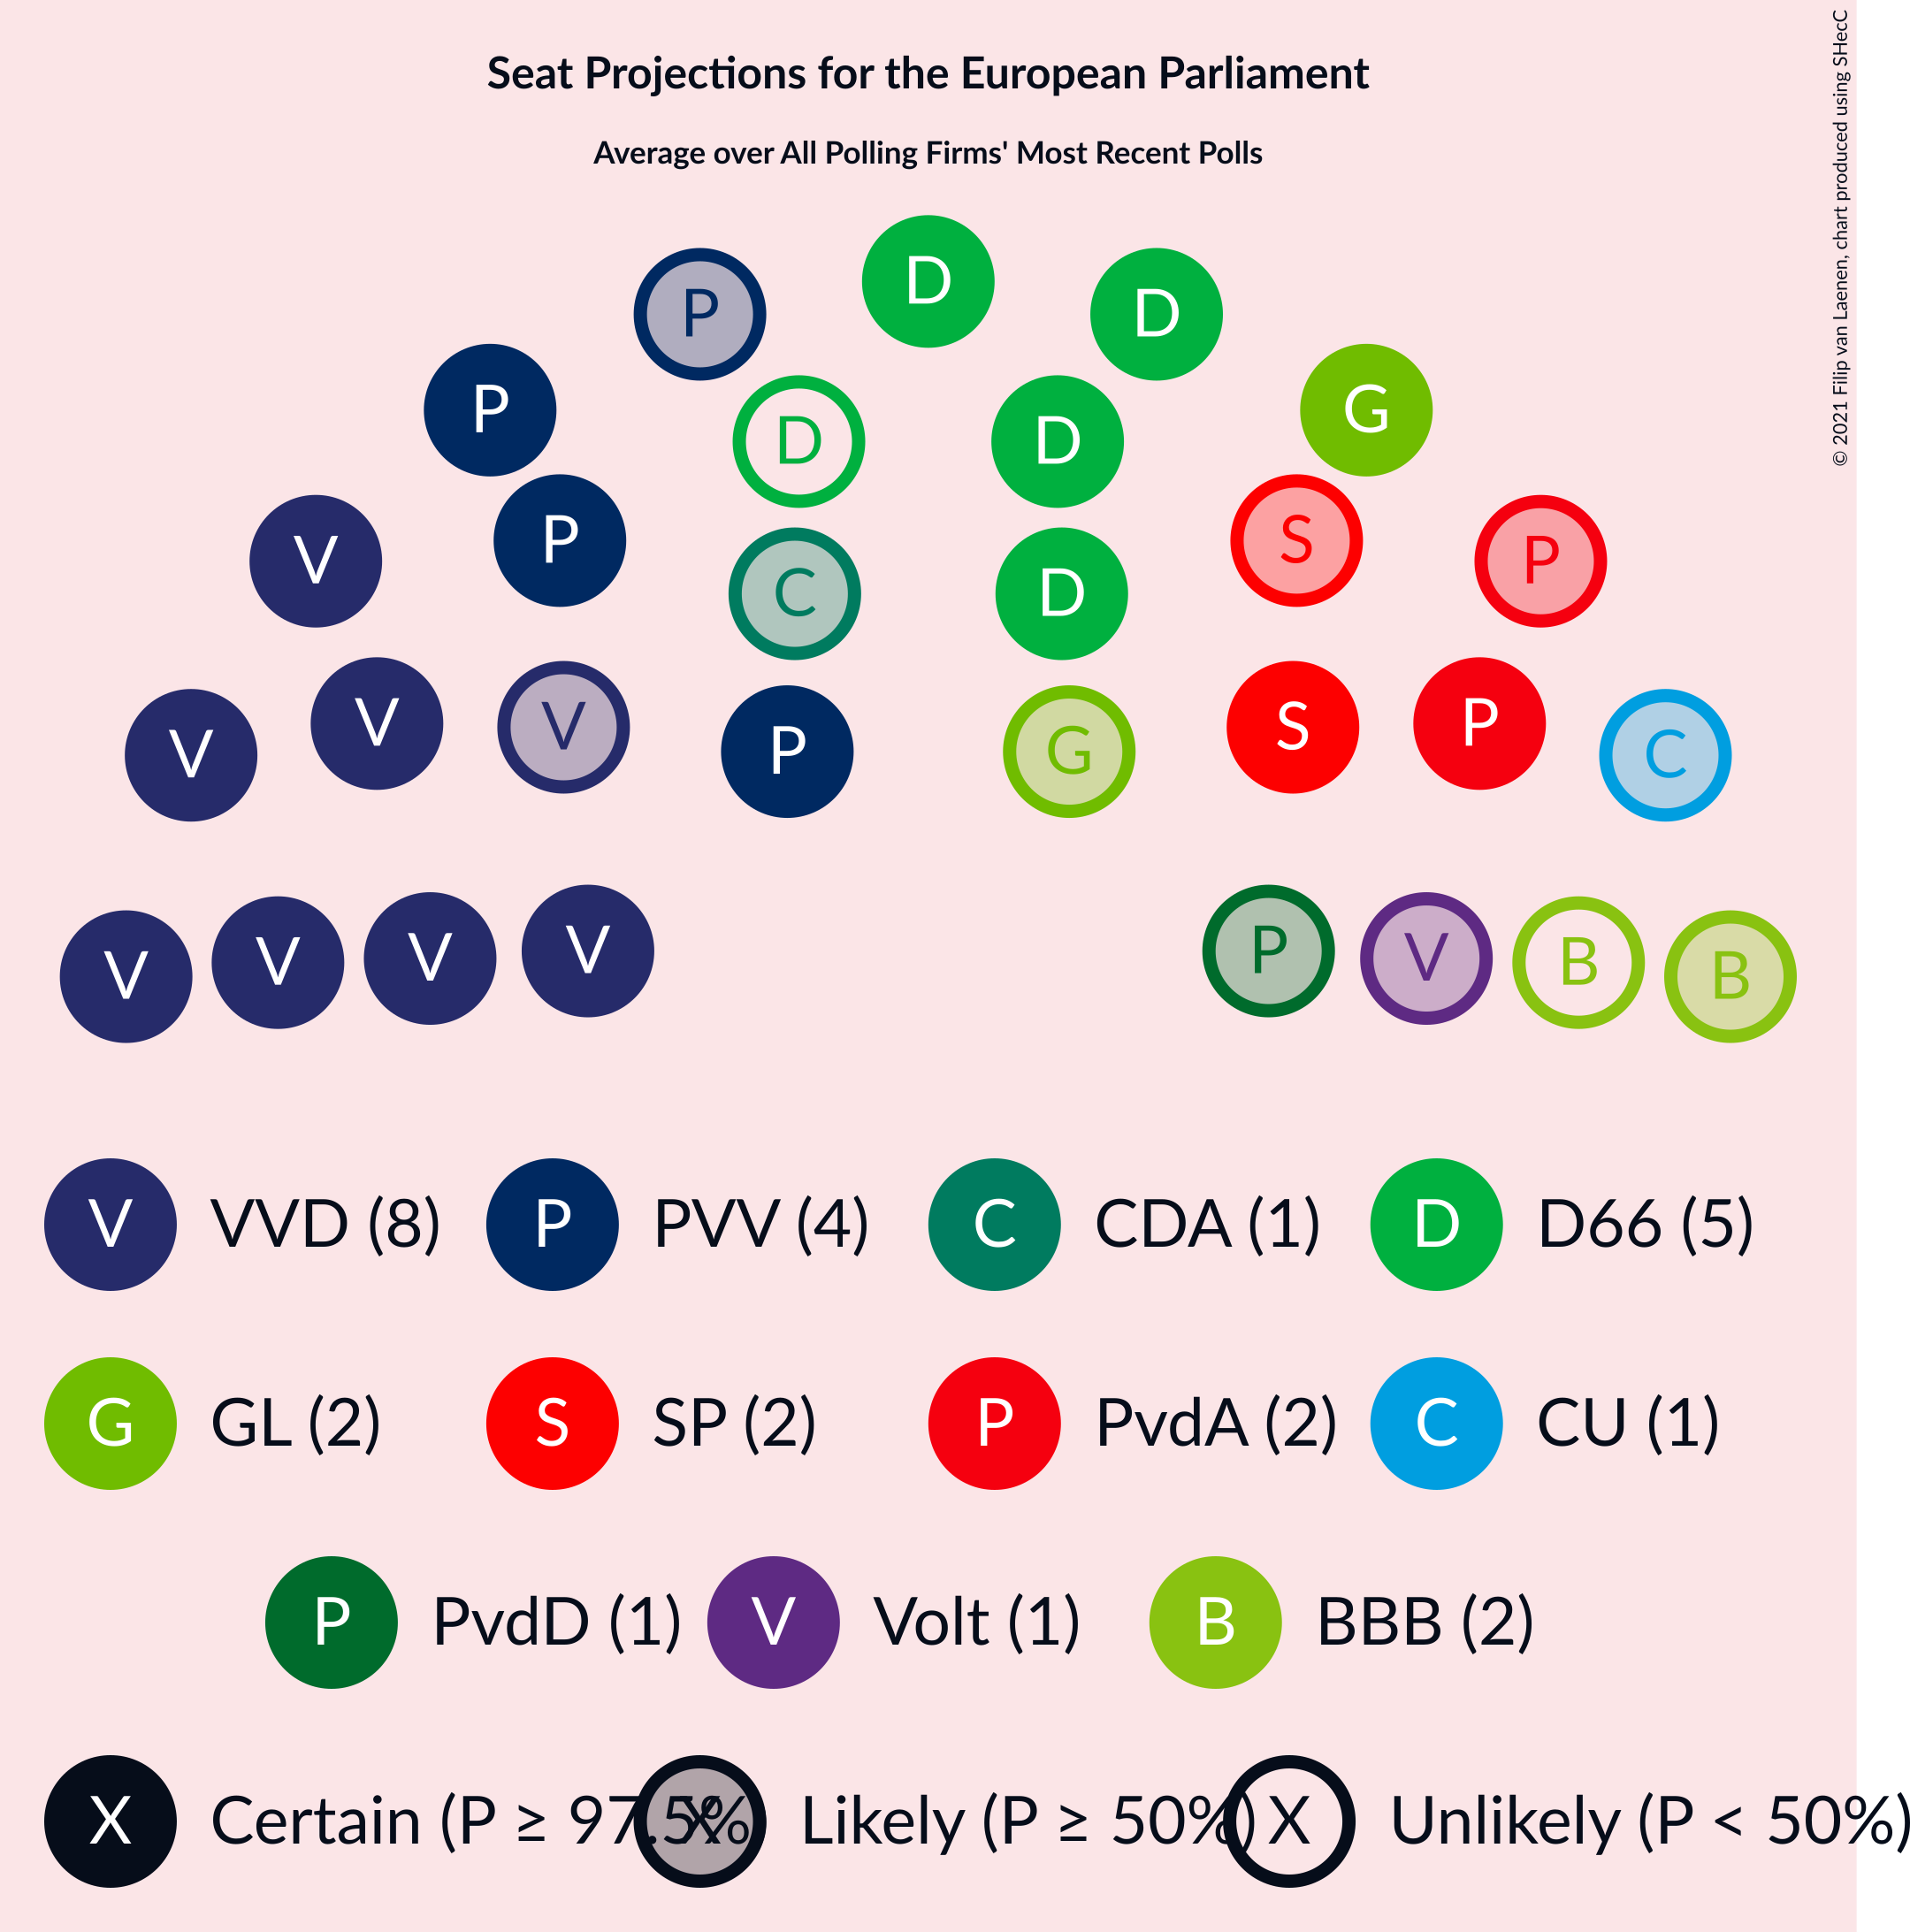 Seat Projections for the European Parliament
Average over All Polling Firms' Most Recent Polls
© 2021 Filip van Laenen, chart produced using SHecC
D
P D
P G
D D
V P S P
C D
V V V P G S P C
V V V V P V B B
V VVD (8) P PVV (4) C CDA (1) D D66 (5)
G GL (2) S SP (2) P PvdA (2) C CU (1)
P PvdD (1) V Volt (1) B BBB (2)
X Certain (P ≥ 97.5% X Likely (P ≥ 50%) X Unlikely (P < 50%)